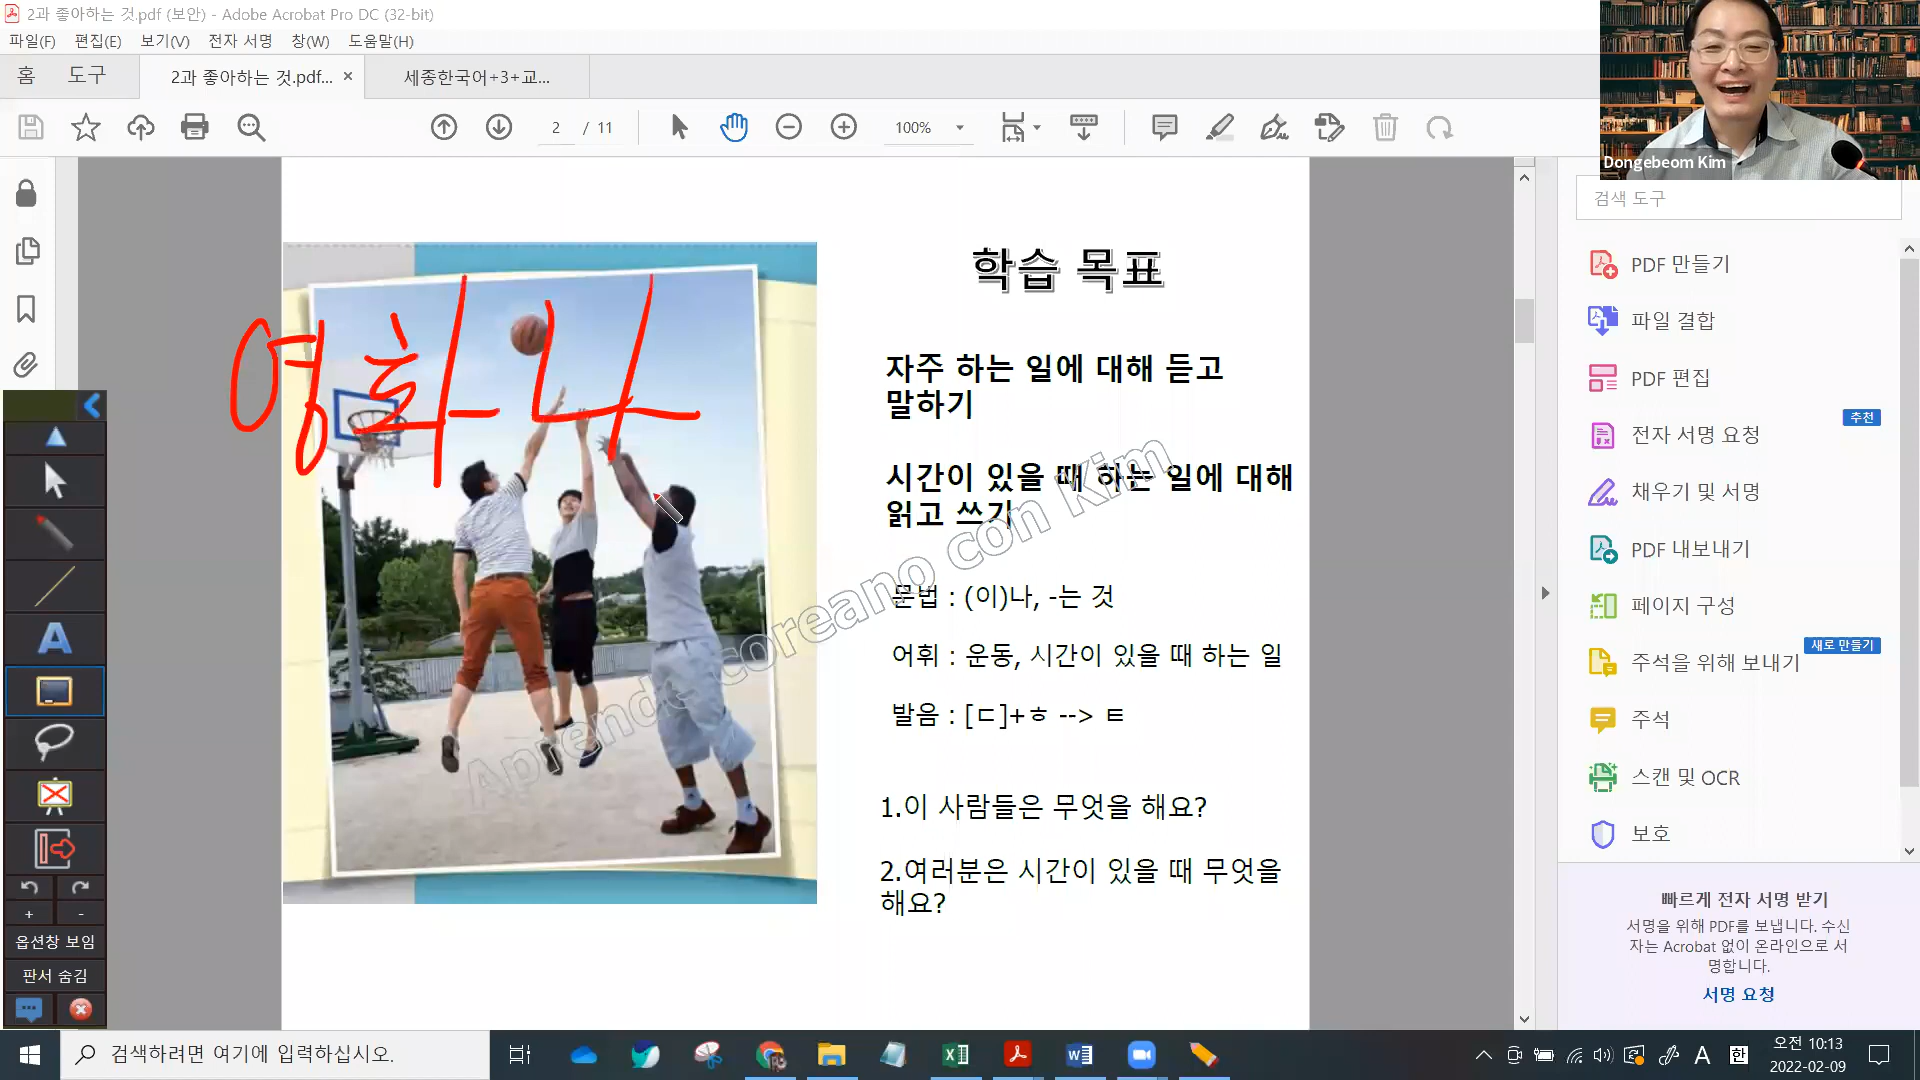 2과 좋아하는 것.pdf (보안) - Adobe Acrobat Pro DC (32-bit)
파일(F) 편집(E) 보기(V) 전자 서명 창(W) 도움말(H)
홈 도구 2과 좋아하는 것.pdf... × 세종한국어+3+교...
2 / 11 100%
Dongebeom Kim
검색 도구
영화나
학습 목표
자주 하는 일에 대해 듣고
말하기
시간이 있을 때 하는 일에 대해
읽고 쓰기
문법 : (이)나, -는 것
어휘 : 운동, 시간이 있을 때 하는 일
발음 : [ㄷ]+ㅎ --> ㅌ
1.이 사람들은 무엇을 해요?
2.여러분은 시간이 있을 때 무엇을
해요?
Aprende coreano con Kim
PDF 만들기
파일 결합
PDF 편집
추천
전자 서명 요청
채우기 및 서명
PDF 내보내기
페이지 구성
새로 만들기
주석을 위해 보내기
주석
스캔 및 OCR
보호
빠르게 전자 서명 받기
서명을 위해 PDF를 보냅니다. 수신
자는 Acrobat 없이 온라인으로 서
명합니다.
서명 요청
A
+ -
옵션창 보임
판서 숨김
검색하려면 여기에 입력하십시오.
A 한 오전 10:13
2022-02-09